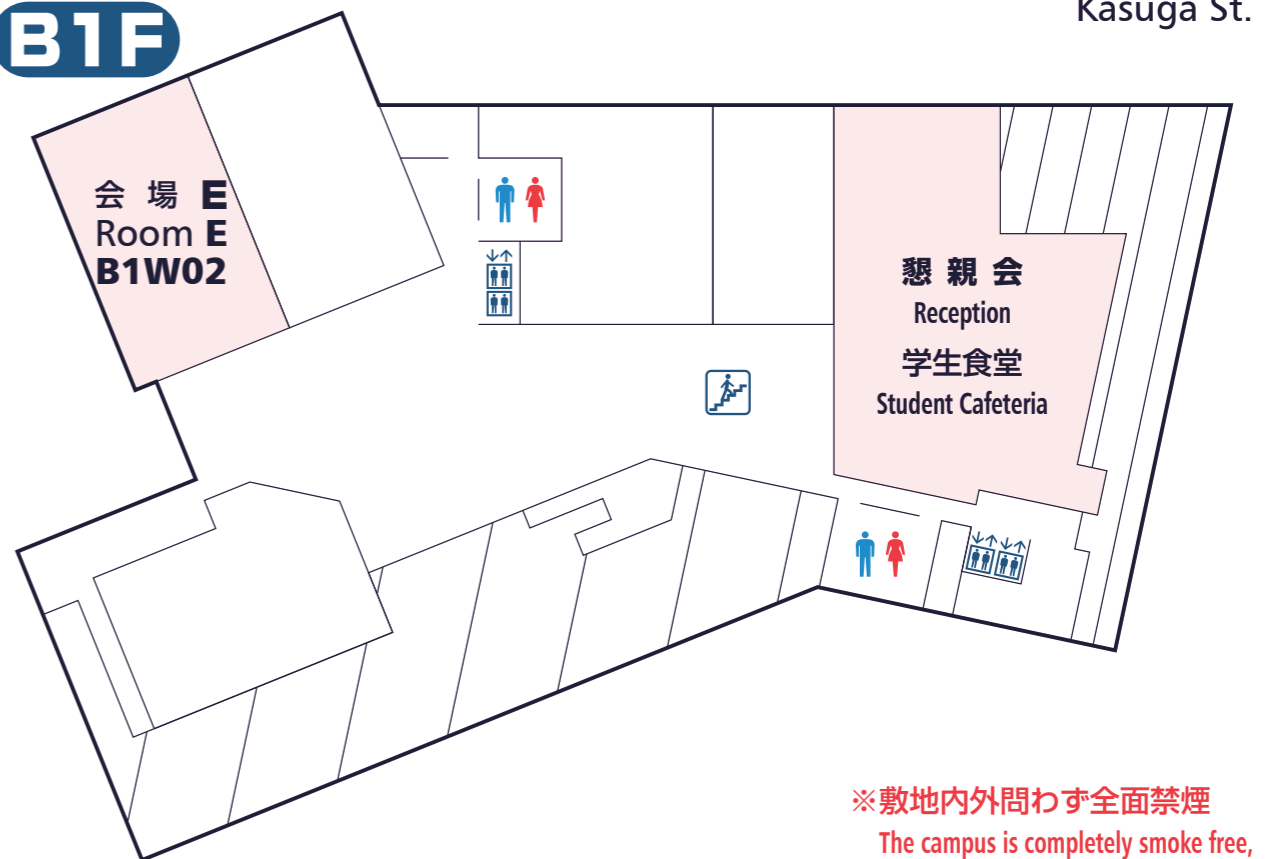 B1F
Kasuga St.
会 場 E
Room E
B1W02
懇 親 会
Reception
学生食堂
Student Cafeteria
※敷地内外問わず全面禁煙
The campus is completely smoke free,